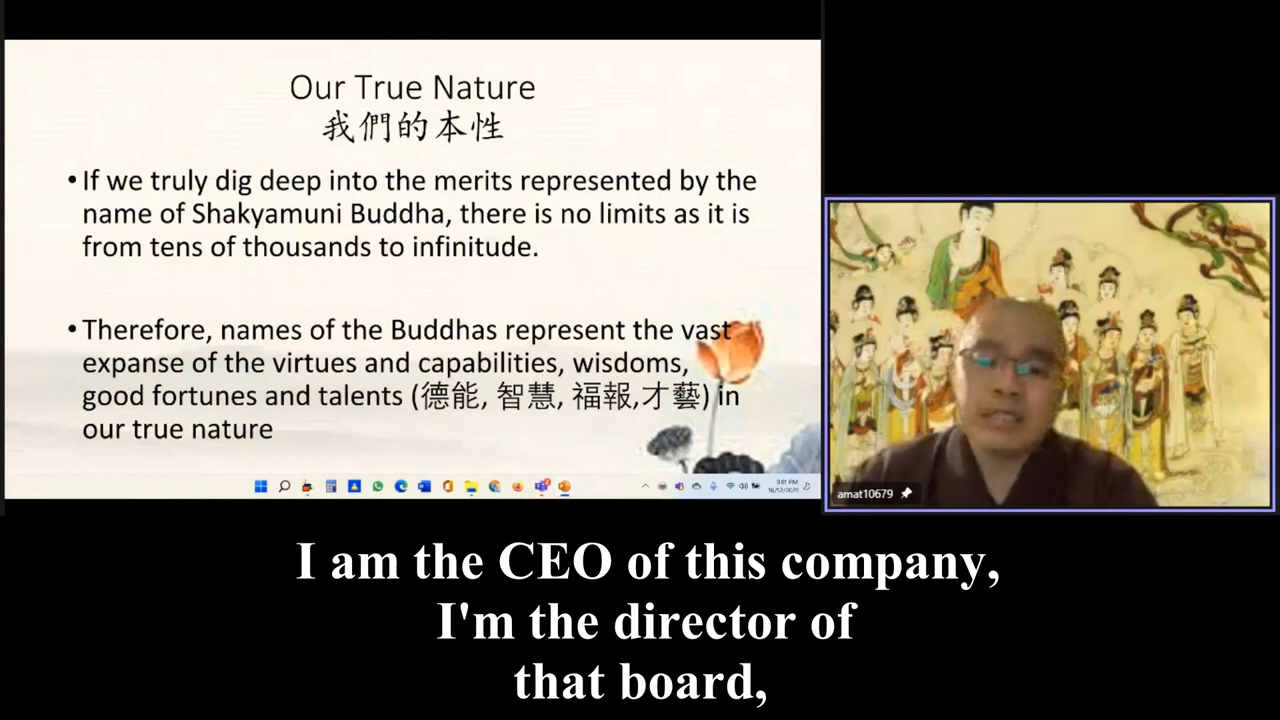 Our True Nature
我們的本性
• If we truly dig deep into the merits represented by the
name of Shakyamuni Buddha, there is no limits as it is
from tens of thousands to infinitude.
• Therefore, names of the Buddhas represent the vast
expanse of the virtues and capabilities, wisdoms,
good fortunes and talents (德能, 智慧, 福報,才藝) in
our true nature
amat10679
I am the CEO of this company,
I'm the director of
that board,